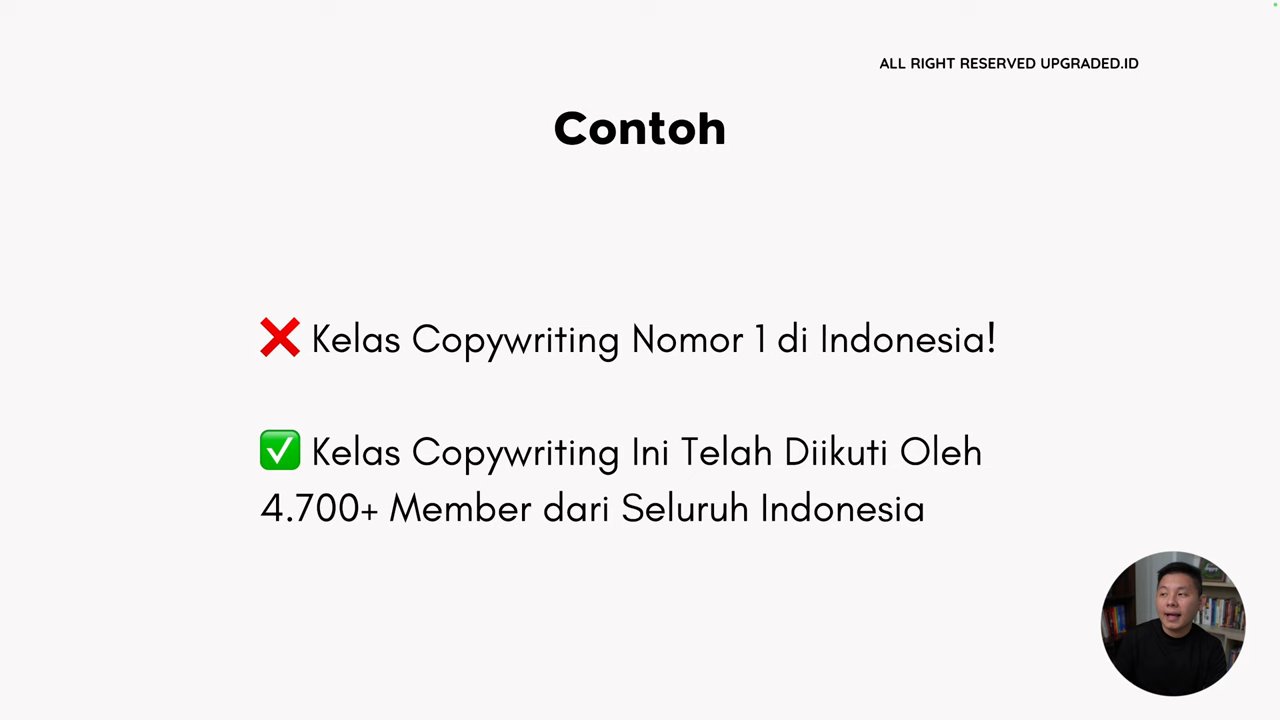 ALL RIGHT RESERVED UPGRADED.ID
Contoh
❌ Kelas Copywriting Nomor 1 di Indonesia!
✅ Kelas Copywriting Ini Telah Diikuti Oleh
4.700+ Member dari Seluruh Indonesia